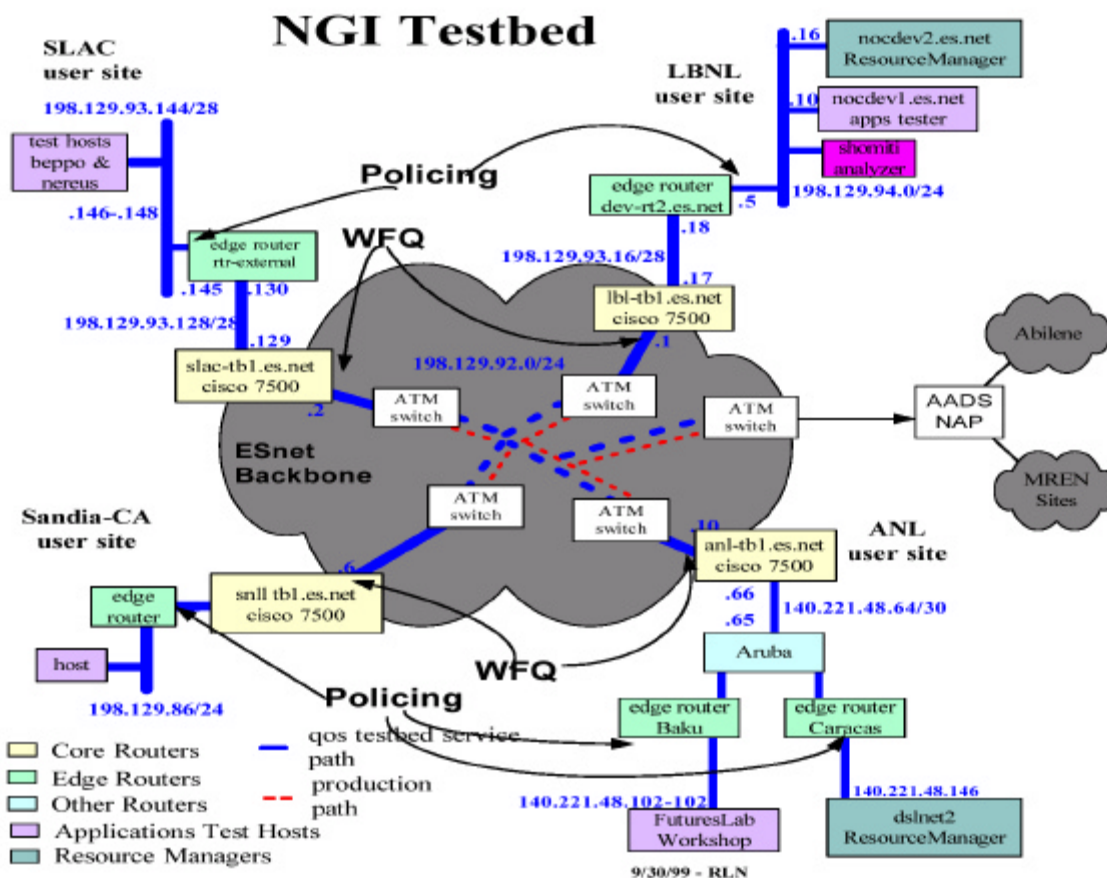 NGI Testbed
SLAC
user site
198.129.93.144/28
test hosts
beppo &
nereus
.146-.148
edge router
rtr-external
.145
.130
198.129.93.128/28
.129
slac-tb1.es.net
cisco 7500
.2
Policing
WFQ
LBNL
user site
.16
nocdev2.es.net
ResourceManager
.10
nocdev1.es.net
apps tester
shomiti
analyzer
198.129.94.0/24
edge router
dev-rt2.es.net
.5
.18
198.129.93.16/28
.17
lbl-tb1.es.net
cisco 7500
.1
198.129.92.0/24
ATM
switch
ATM
switch
ATM
switch
AADS
NAP
Abilene
MREN
Sites
ESnet
Backbone
ATM
switch
ATM
switch
Sandia-CA
user site
.6
snll tb1.es.net
cisco 7500
edge
router
host
198.129.86/24
.10
anl-tb1.es.net
cisco 7500
ANL
user site
.66
.65
140.221.48.64/30
Aruba
WFQ
Policing
edge router
Baku
edge router
Caracas
140.221.48.102-102
FuturesLab
Workshop
140.221.48.146
dslnet2
ResourceManager
Core Routers
Edge Routers
Other Routers
Applications Test Hosts
Resource Managers
qos testbed service
path
production
path
9/30/99 - RLN